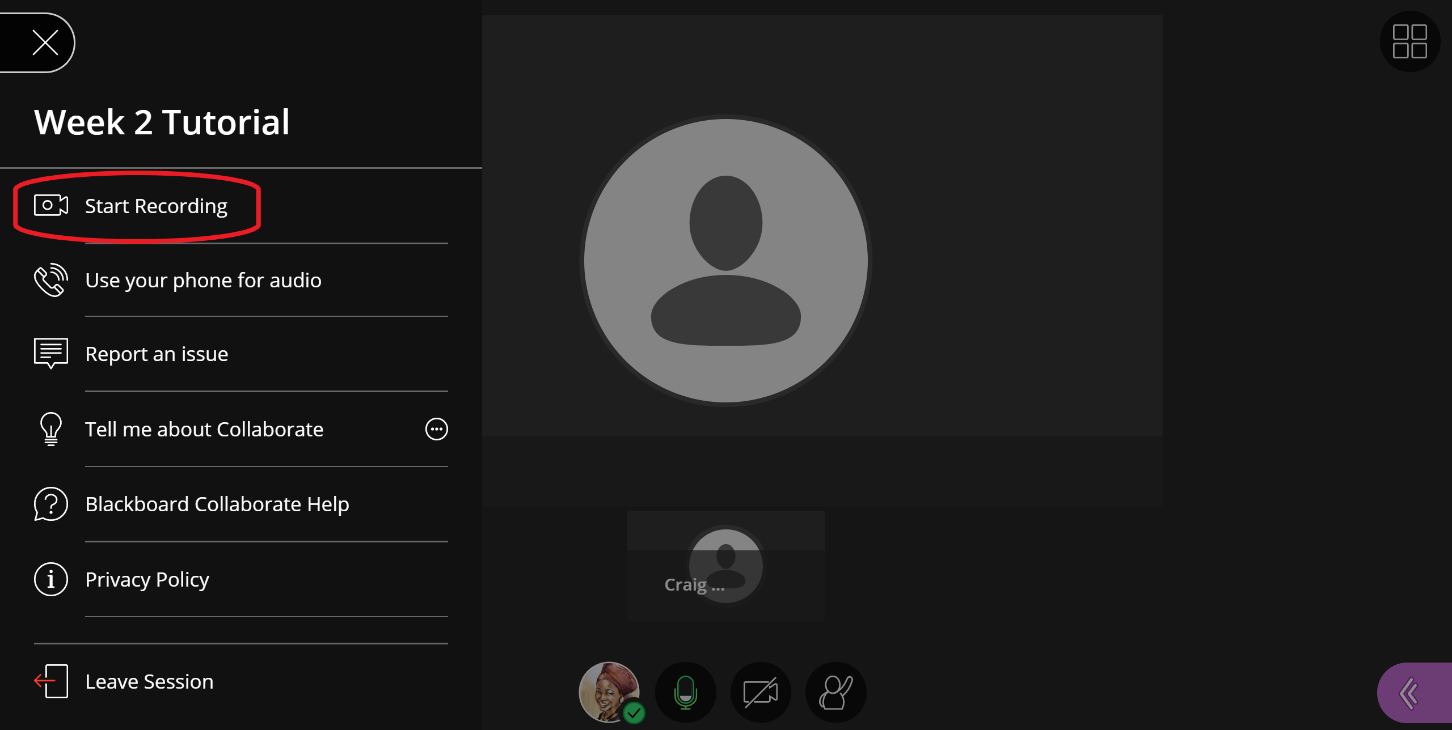 Week 2 Tutorial
Start Recording
Use your phone for audio
Report an issue
Tell me about Collaborate
Blackboard Collaborate Help
Privacy Policy
Leave Session
Craig ...